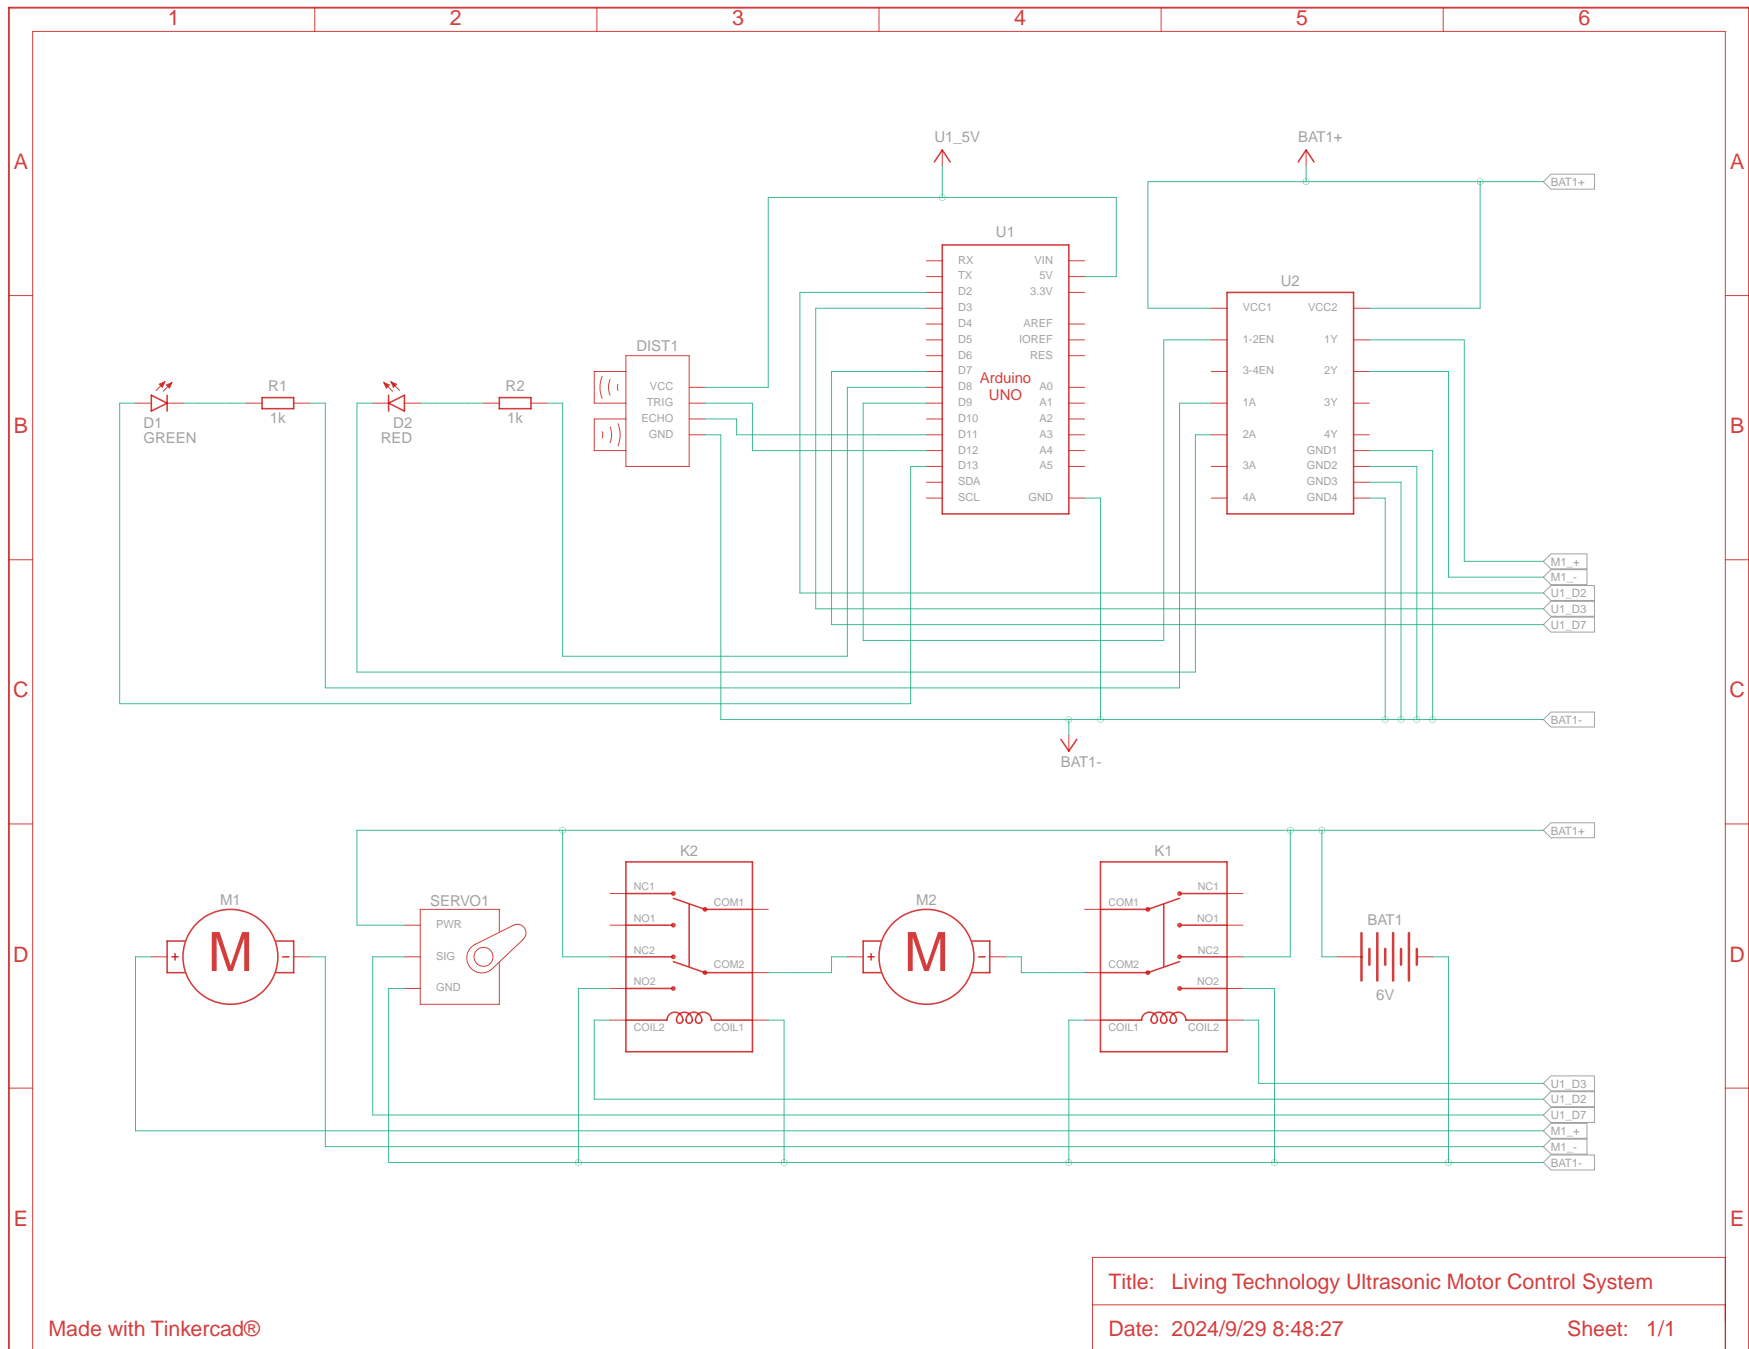 1 2 3 4 5 6
A A
B B
C C
D D
E E
U1_5V
BAT1+
BAT1+
U1
RX VIN
TX 5V
D2 3.3V
D3
D4 AREF
D5 IOREF
D6 RES
D7
D8 A0
D9 A1
D10 A2
D11 A3
D12 A4
D13 A5
SDA
SCL GND
Arduino
UNO
U2
VCC1 VCC2
1-2EN 1Y
3-4EN 2Y
1A 3Y
2A 4Y
GND1
3A GND2
GND3
4A GND4
DIST1
VCC
TRIG
ECHO
GND
D1
GREEN
R1
1k
D2
RED
R2
1k
M1_+
M1_-
U1_D2
U1_D3
U1_D7
BAT1-
BAT1-
BAT1+
M1
+ M -
SERVO1
PWR
SIG
GND
K2
NC1
COM1
NO1
NC2
COM2
NO2
COIL2 COIL1
M2
+ M -
K1
NC1
COM1
NO1
NC2
COM2
NO2
COIL1 COIL2
BAT1
6V
U1_D3
U1_D2
U1_D7
M1_+
M1_-
BAT1-
Title: Living Technology Ultrasonic Motor Control System
Made with Tinkercad®
Date: 2024/9/29 8:48:27 Sheet: 1/1